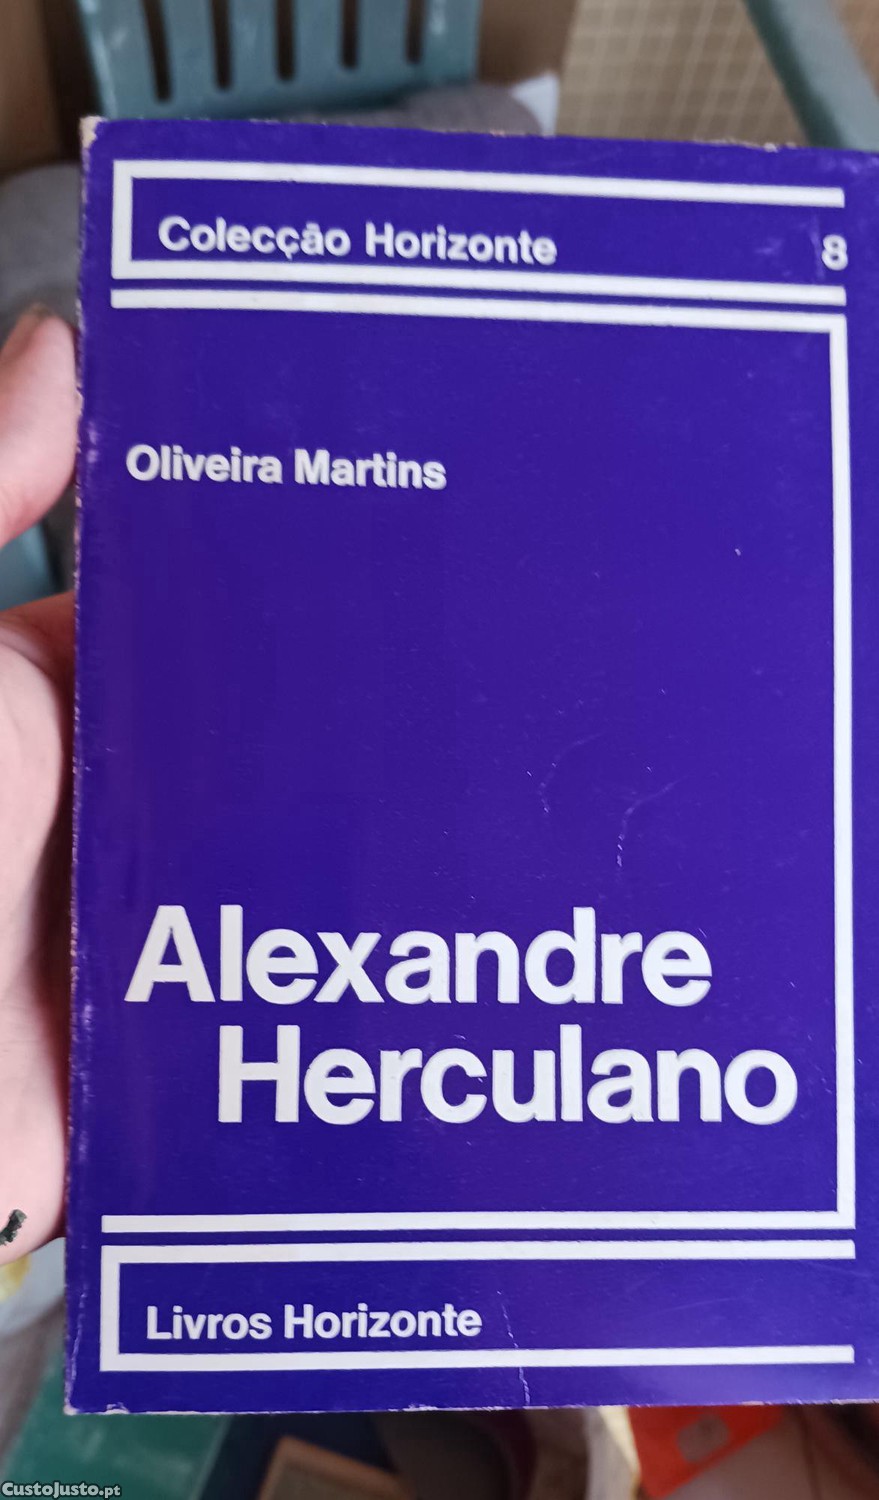 Colecção Horizonte 8
Oliveira Martins
Alexandre
Herculano
Livros Horizonte
CustoJusto.pt